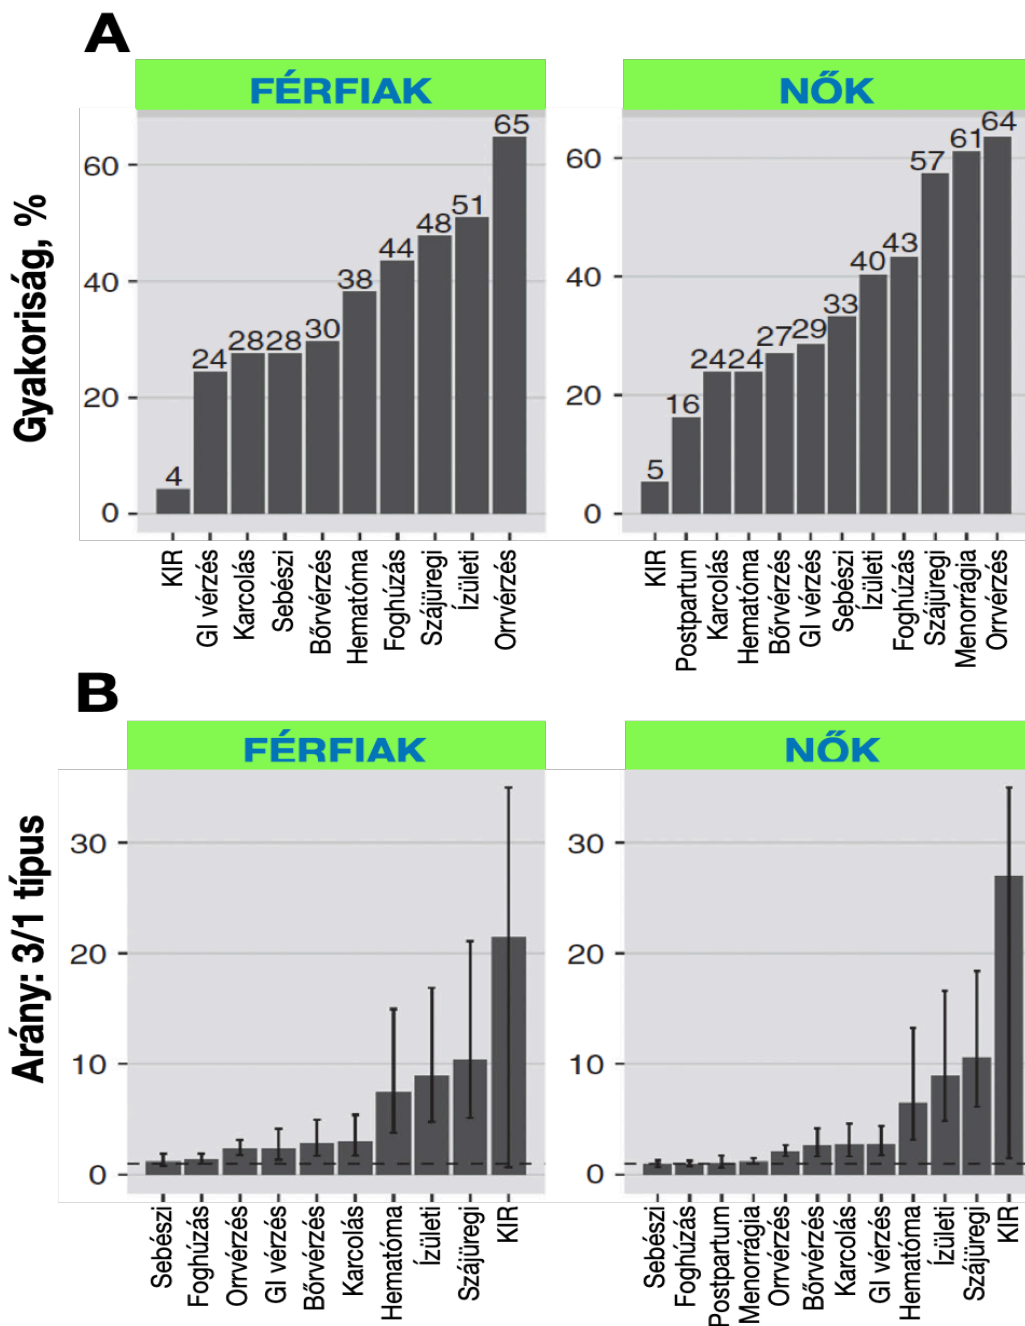 A
FÉRFIAK
NŐK
Gyakoriság, %
60
40
20
0
4
24
28
28
30
38
44
48
51
65
KIR
GI vérzés
Karcolás
Sebészi
Bőrvérzés
Hematóma
Foghúzás
Szájüregi
Ízületi
Orrvérzés
60
40
20
0
5
16
24
24
27
29
33
40
43
57
61
64
KIR
Postpartum
Karcolás
Hematóma
Bőrvérzés
GI vérzés
Sebészi
Ízületi
Foghúzás
Szájüregi
Menorrágia
Orrvérzés
B
FÉRFIAK
NŐK
Arány: 3/1 típus
30
20
10
0
Sebészi
Foghúzás
Orrvérzés
GI vérzés
Bőrvérzés
Karcolás
Hematóma
Ízületi
Szájüregi
KIR
30
20
10
0
Sebészi
Foghúzás
Postpartum
Menorrágia
Orrvérzés
Bőrvérzés
Karcolás
GI vérzés
Hematóma
Ízületi
Szájüregi
KIR